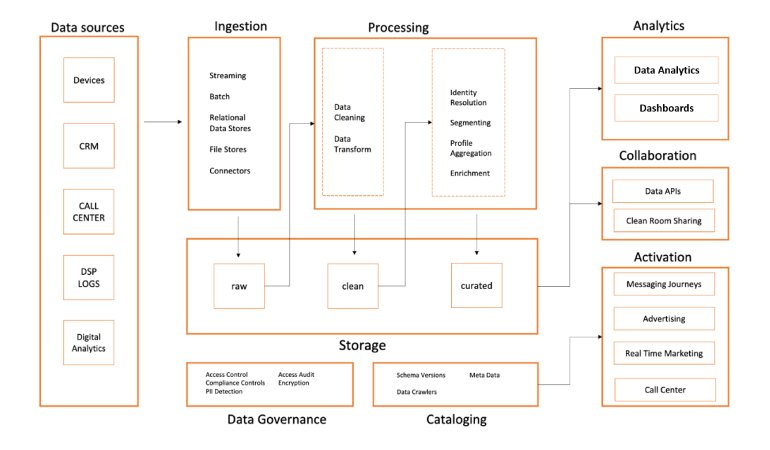 Data sources
Devices
CRM
CALL
CENTER
DSP
LOGS
Digital
Analytics
Ingestion
Streaming
Batch
Relational
Data Stores
File Stores
Connectors
Processing
Data
Cleaning
Data
Transform
Identity
Resolution
Segmenting
Profile
Aggregation
Enrichment
raw
clean
curated
Storage
Access Control
Compliance Controls
PII Detection
Access Audit
Encryption
Data Governance
Schema Versions
Meta Data
Data Crawlers
Cataloging
Analytics
Data Analytics
Dashboards
Collaboration
Data APIs
Clean Room Sharing
Activation
Messaging Journeys
Advertising
Real Time Marketing
Call Center